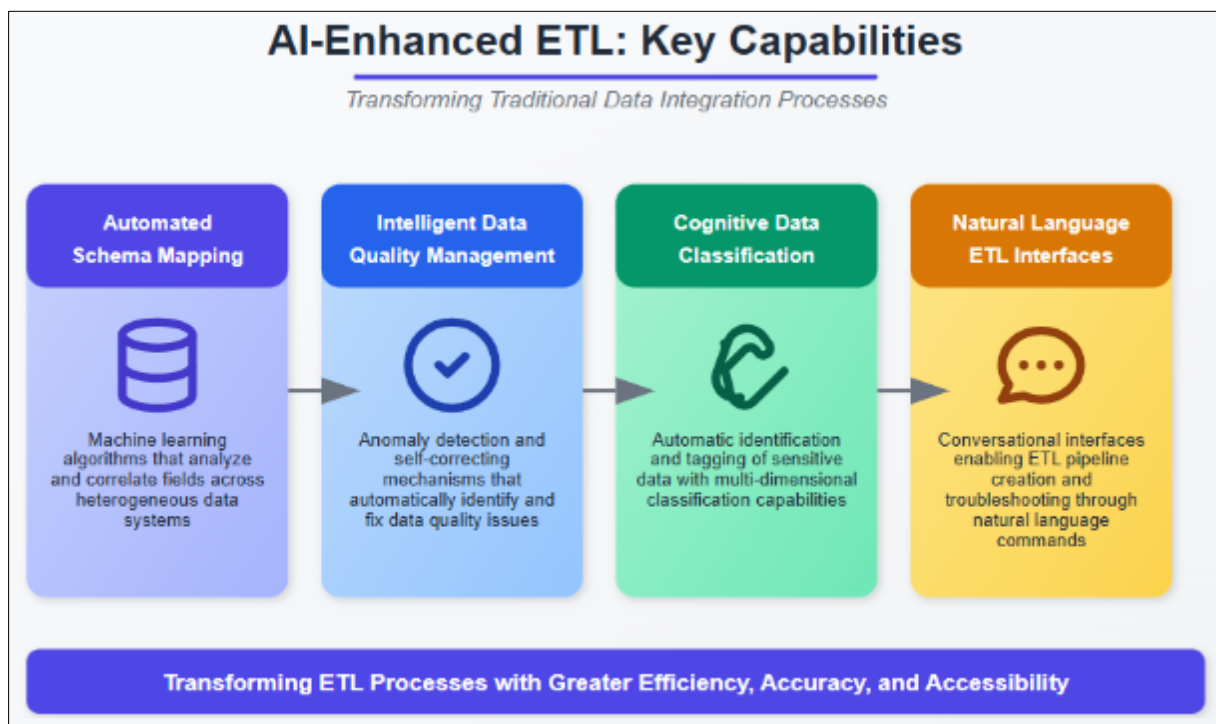 AI-Enhanced ETL: Key Capabilities
Transforming Traditional Data Integration Processes
Automated
Schema Mapping
Machine learning
algorithms that analyze
and correlate fields across
heterogeneous data
systems
Intelligent Data
Quality Management
Anomaly detection and
self-correcting
mechanisms that
automatically identify and
fix data quality issues
Cognitive Data
Classification
Automatic identification
and tagging of sensitive
data with multi-dimensional
classification capabilities
Natural Language
ETL Interfaces
Conversational interfaces
enabling ETL pipeline
creation and
troubleshooting through
natural language
commands
Transforming ETL Processes with Greater Efficiency, Accuracy, and Accessibility